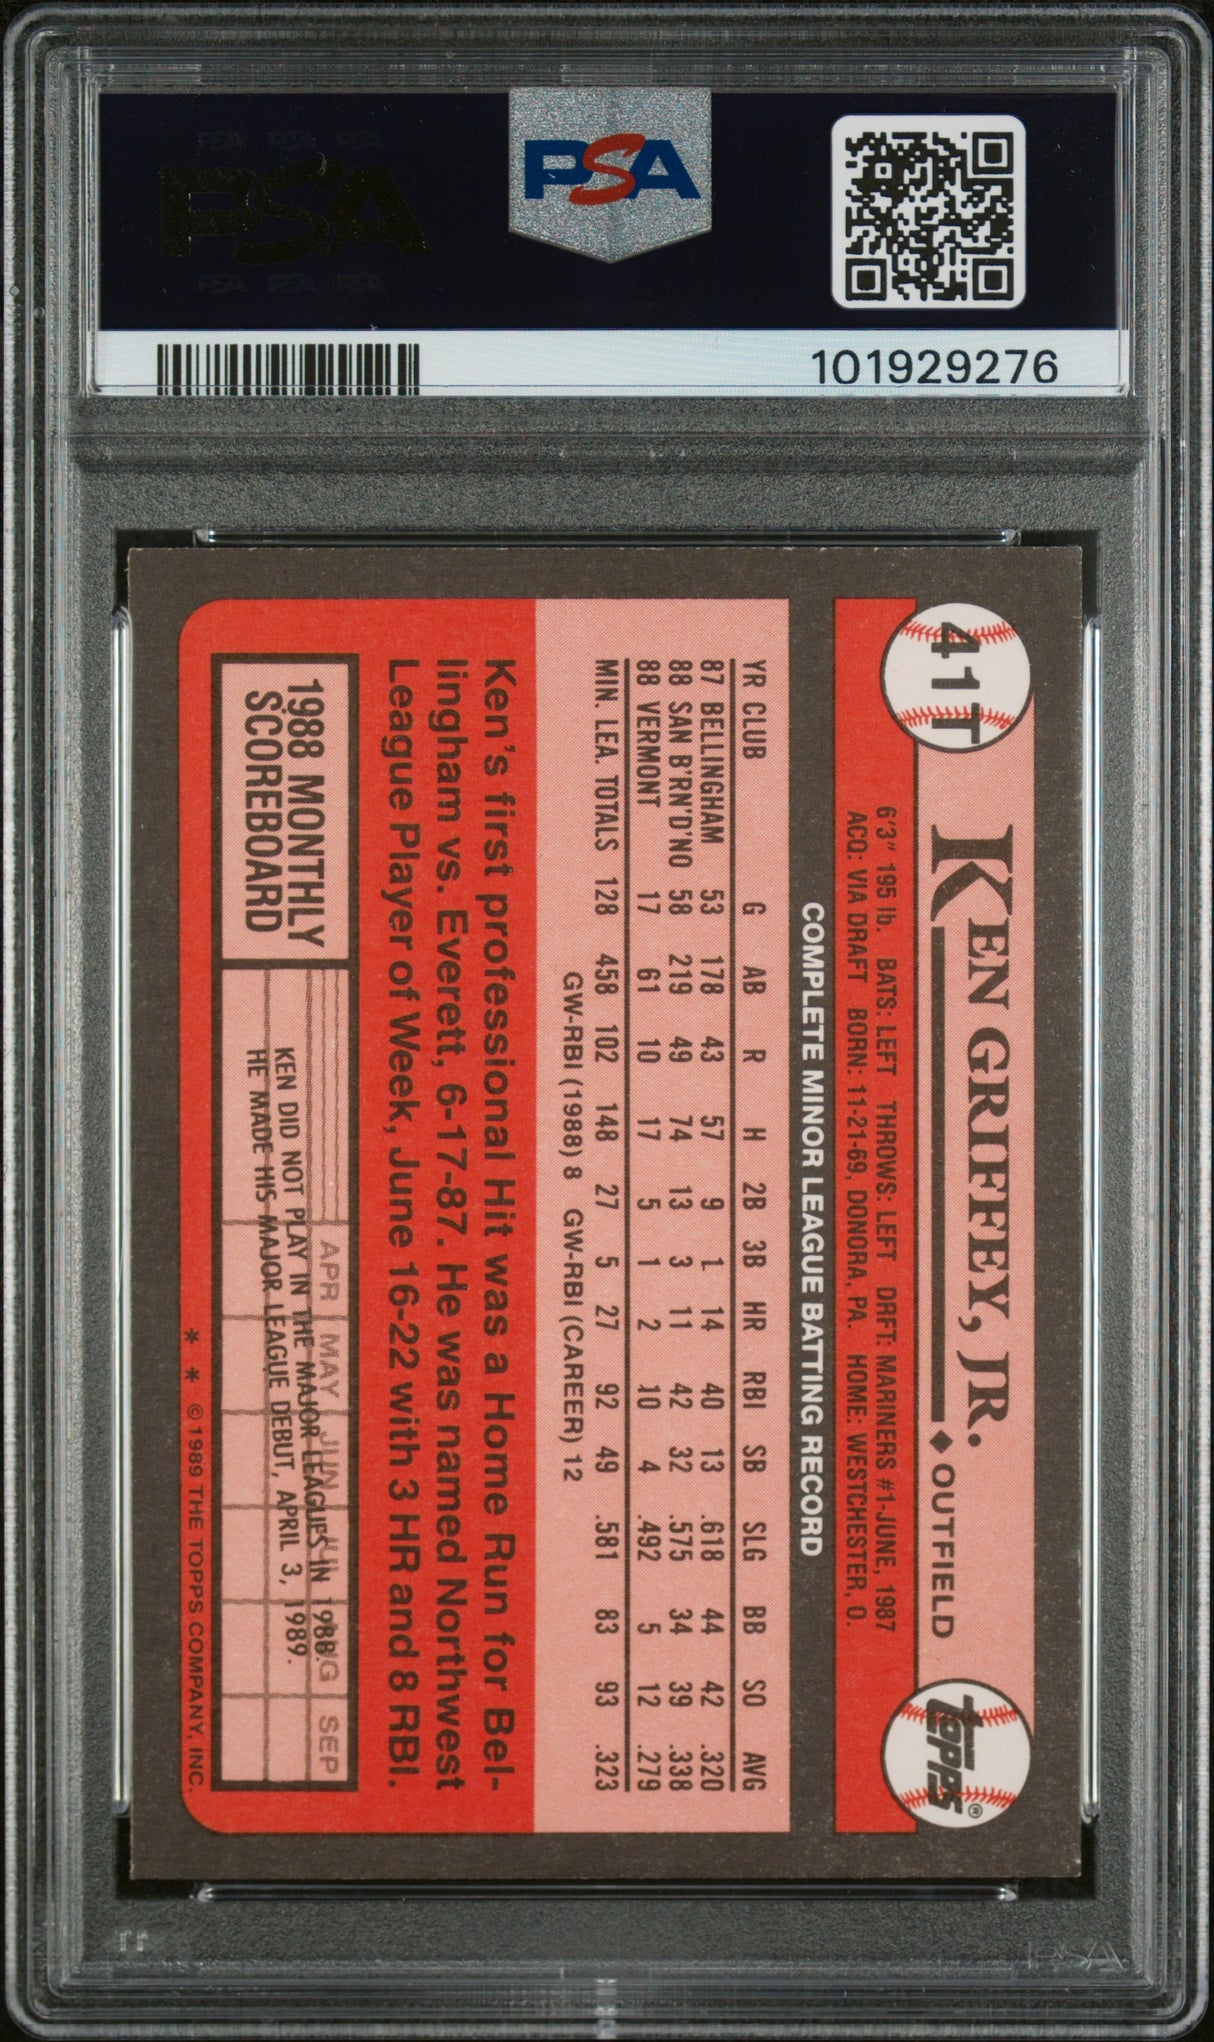 PSA PSA PSA
PSA
PSA PSA PSA
PSA
101929276
41T
KEN GRIFFEY, JR. ◆ OUTFIELD
topps®
6'3" 195 lb. BATS: LEFT THROWS: LEFT DRFT: MARINERS #1-JUNE, 1987
ACQ: VIA DRAFT BORN: 11-21-69, DONORA, PA. HOME: WESTCHESTER, O.
COMPLETE MINOR LEAGUE BATTING RECORD
YR CLUB G AB R H 2B 3B HR RBI SB SLG BB SO AVG
87 BELLINGHAM 53 178 43 57 9 1 14 40 13 .618 44 42 .320
88 SAN B'RN'D'NO 58 219 49 74 13 3 11 42 32 .575 34 39 .338
88 VERMONT 17 61 10 17 5 1 2 10 4 .492 5 12 .279
MIN. LEA. TOTALS 128 458 102 148 27 5 27 92 49 .581 83 93 .323
GW-RBI (1988) 8 GW-RBI (CAREER) 12
Ken's first professional Hit was a Home Run for Bel-
lingham vs. Everett, 6-17-87. He was named Northwest
League Player of Week, June 16-22 with 3 HR and 8 RBI.
1988 MONTHLY
SCOREBOARD
APR MAY JUN AUG SEP
KEN DID NOT PLAY IN THE MAJOR LEAGUES IN 1988.
HE MADE HIS MAJOR LEAGUE DEBUT, APRIL 3, 1989.
* * © 1989 THE TOPPS COMPANY, INC.
PSA